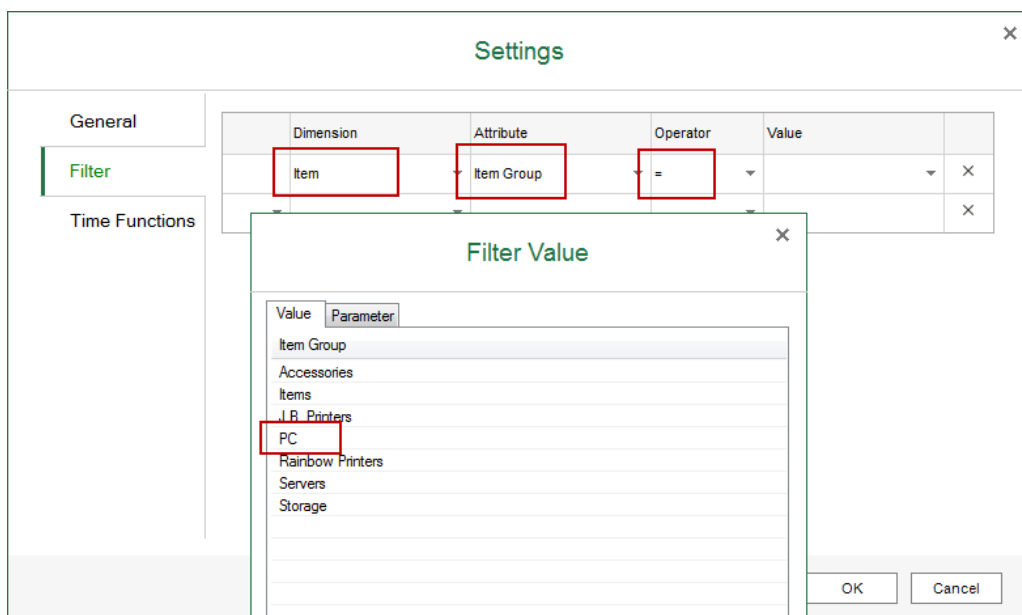 Settings
General
Filter
Time Functions
Dimension Attribute Operator Value
Item Item Group =
Filter Value
Value Parameter
Item Group
Accessories
Items
J.B. Printers
PC
Rainbow Printers
Servers
Storage
OK Cancel